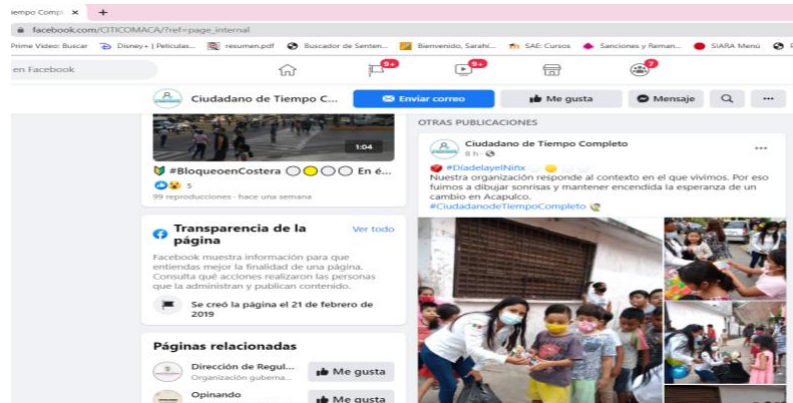 iempo Comp
facebook.com/CITICOMACA/?ref=page_internal
Prime Video: Buscar
Disney+ | Películas...
resumen.pdf
Buscador de Senten...
Bienvenido, Sarahí...
SAE: Cursos
Sanciones y Reman...
SIARA Menú
en Facebook
9+
9+
7
Ciudadano de Tiempo C...
Enviar correo
Me gusta
Mensaje
1:04
#BloqueoenCostera En é...
5
99 reproducciones · hace una semana
Transparencia de la página
Ver todo
Facebook muestra información para que
entiendas mejor la finalidad de una página.
Consulta qué acciones realizaron las personas
que la administran y publican contenido.
Se creó la página el 21 de febrero de
2019
Páginas relacionadas
Dirección de Regul...
Organización guberna...
Me gusta
Opinando
Me gusta
OTRAS PUBLICACIONES
Ciudadano de Tiempo Completo
8 h ·
#DíadelayelNiñx
Nuestra organización responde al contexto en el que vivimos. Por eso
fuimos a dibujar sonrisas y mantener encendida la esperanza de un
cambio en Acapulco.
#CiudadanodeTiempoCompleto